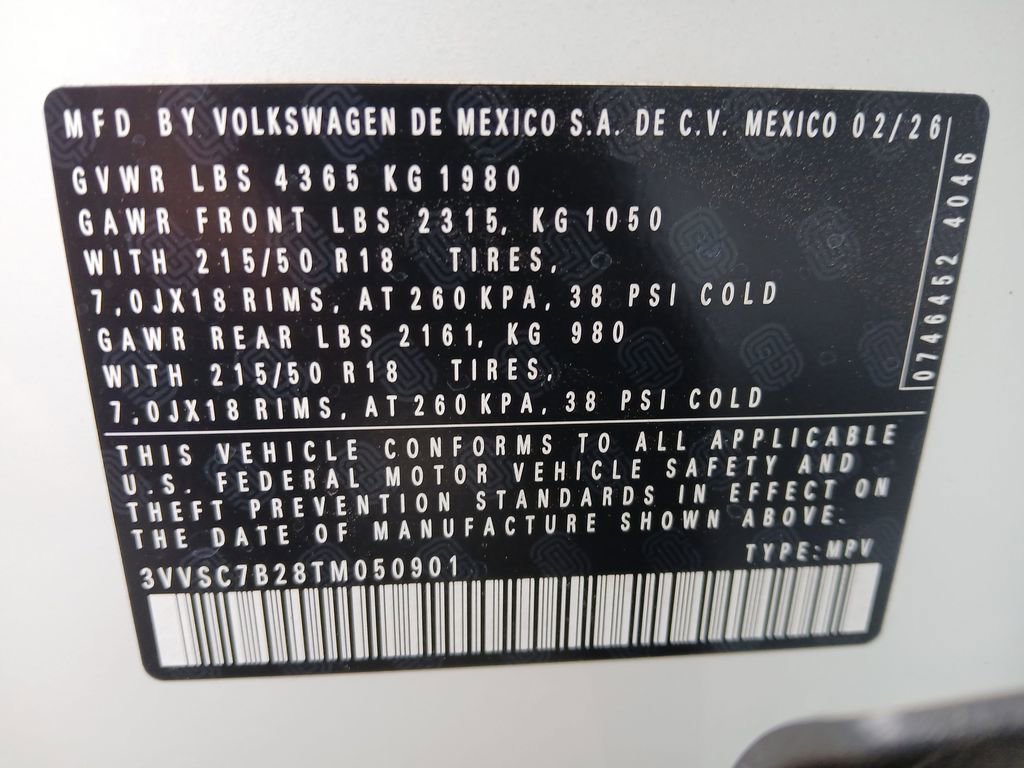 MFD BY VOLKSWAGEN DE MEXICO S.A. DE C.V. MEXICO 02/26
GVWR LBS 4365 KG 1980
GAWR FRONT LBS 2315, KG 1050
WITH 215/50 R18 TIRES,
7,0JX18 RIMS, AT 260 KPA, 38 PSI COLD
GAWR REAR LBS 2161, KG 980
WITH 215/50 R18 TIRES,
7,0JX18 RIMS, AT 260 KPA, 38 PSI COLD
0746452 4046
THIS VEHICLE CONFORMS TO ALL APPLICABLE
U.S. FEDERAL MOTOR VEHICLE SAFETY AND
THEFT PREVENTION STANDARDS IN EFFECT ON
THE DATE OF MANUFACTURE SHOWN ABOVE.
TYPE: MPV
3VVSC7B28TM050901